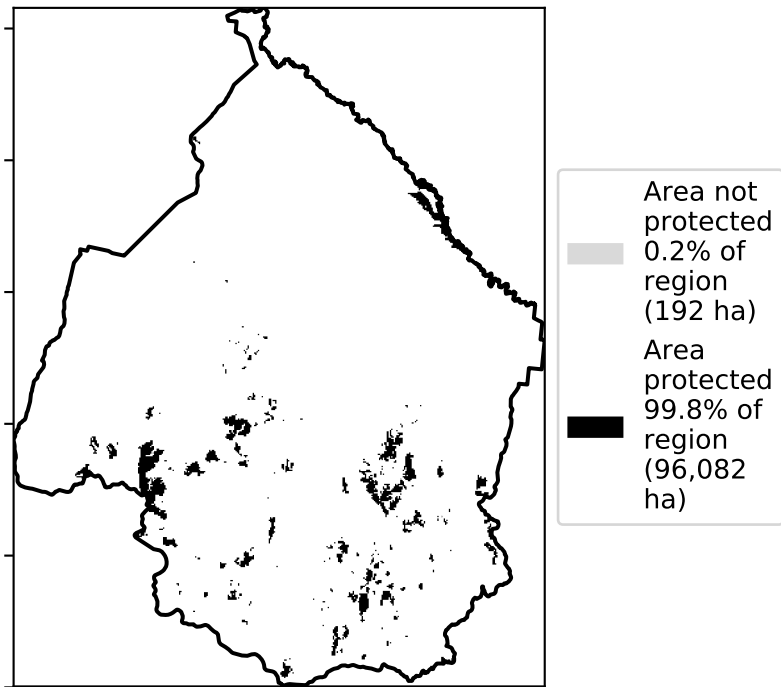 Area not
protected
0.2% of
region
(192 ha)
Area
protected
99.8% of
region
(96,082
ha)